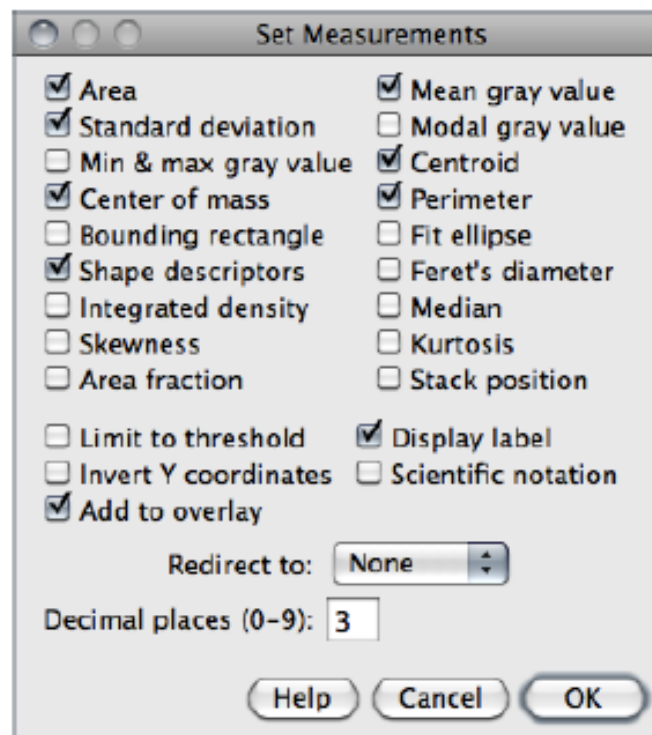 Set Measurements
Area Mean gray value
Standard deviation Modal gray value
Min & max gray value Centroid
Center of mass Perimeter
Bounding rectangle Fit ellipse
Shape descriptors Feret's diameter
Integrated density Median
Skewness Kurtosis
Area fraction Stack position
Limit to threshold Display label
Invert Y coordinates Scientific notation
Add to overlay
Redirect to: None
Decimal places (0-9): 3
Help Cancel OK